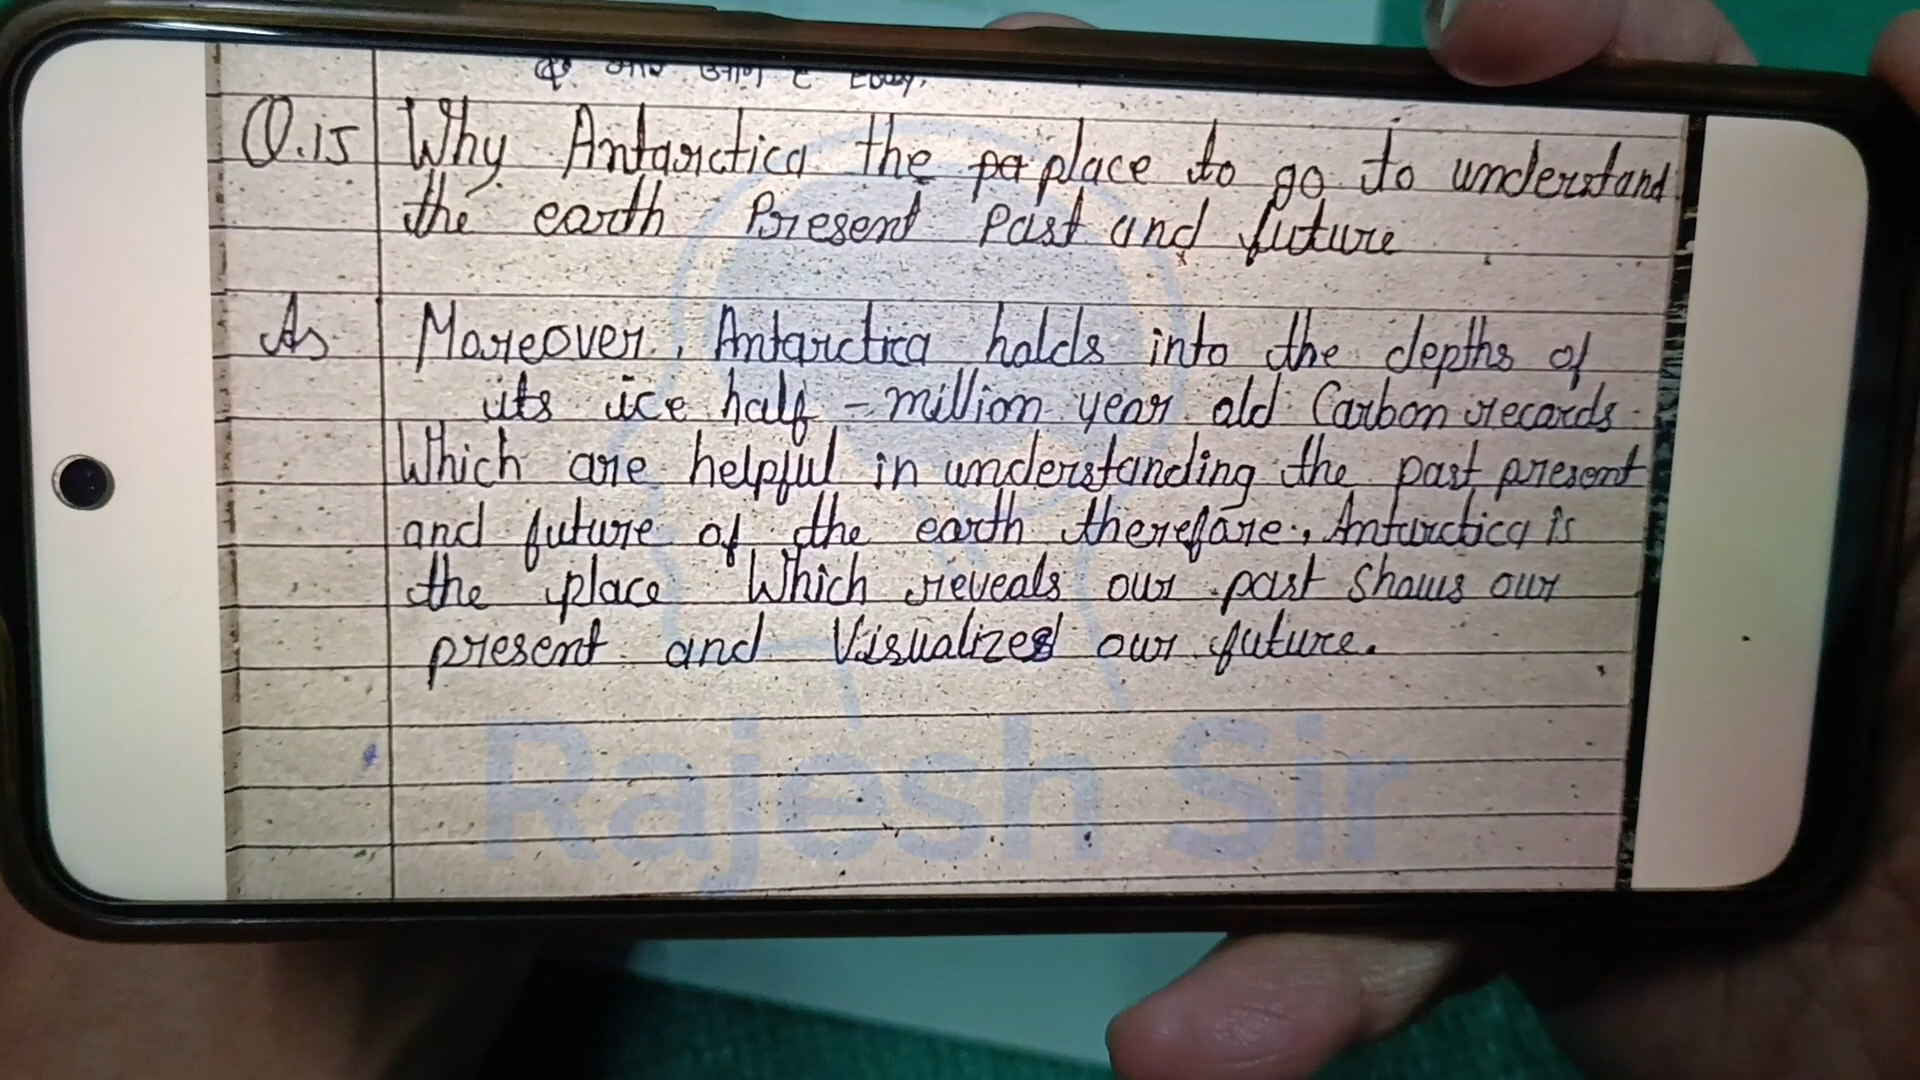 Q.15 Why Antarctica the pa place to go to understand
the earth Present Past and future
As Moreover, Antarctica holds into the depths of
its ice half - million year old Carbon records.
Which are helpful in understanding the past present
and future of the earth therefore, Antarctica is
the place Which reveals our past Shows our
present and Visualizes our future.
Rajesh Sir